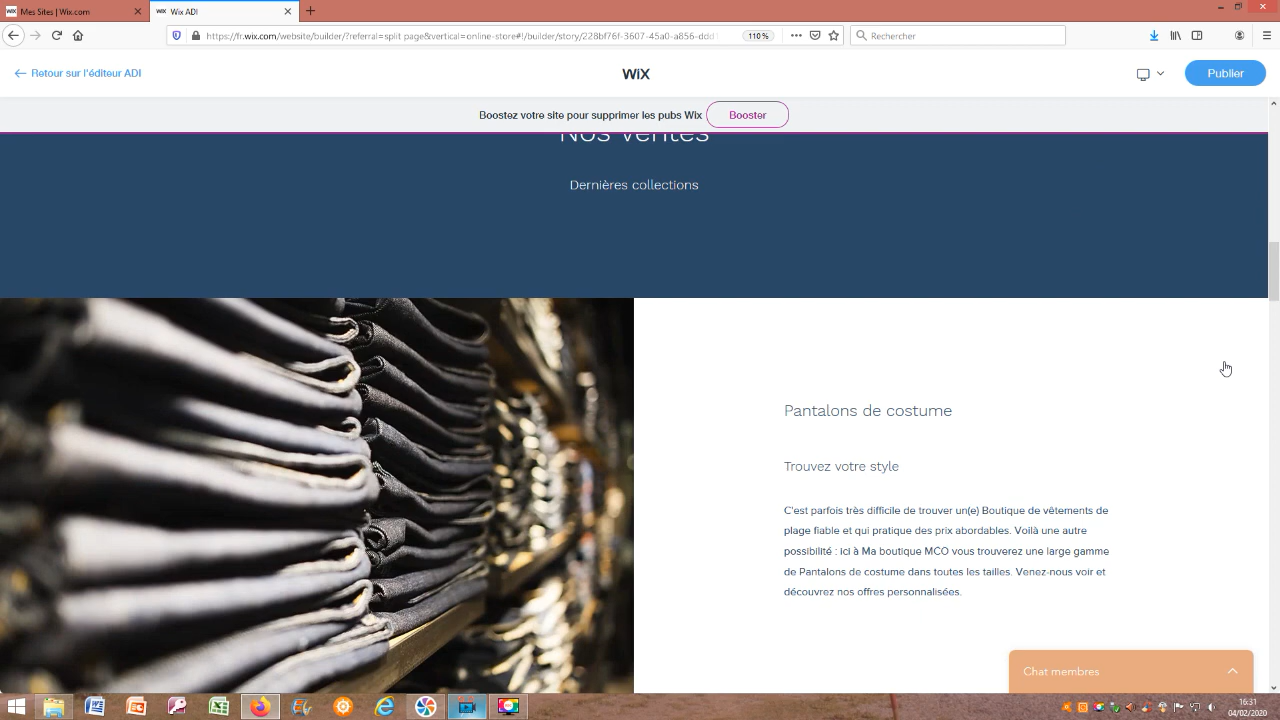 Mes Sites | Wix.com
Wix ADI
https://fr.wix.com/website/builder/?referral=split page&vertical=online-store#!/builder/story/228bf76f-3607-45a0-a856-ddd1
110 %
Rechercher
Retour sur l'éditeur ADI
WiX
Publier
Boostez votre site pour supprimer les pubs Wix
Booster
Nos ventes
Dernières collections
Pantalons de costume
Trouvez votre style
C'est parfois très difficile de trouver un(e) Boutique de vêtements de
plage fiable et qui pratique des prix abordables. Voilà une autre
possibilité : ici à Ma boutique MCO vous trouverez une large gamme
de Pantalons de costume dans toutes les tailles. Venez-nous voir et
découvrez nos offres personnalisées.
Chat membres
16:31
04/02/2020